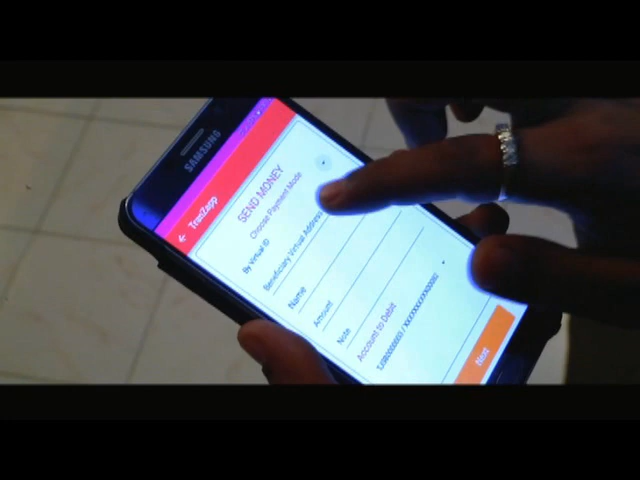 SAMSUNG
TranZapp
SEND MONEY
Choose Payment Mode
By Virtual ID
Beneficiary Virtual Address
Name
Amount
Note
Account to Debit
Next